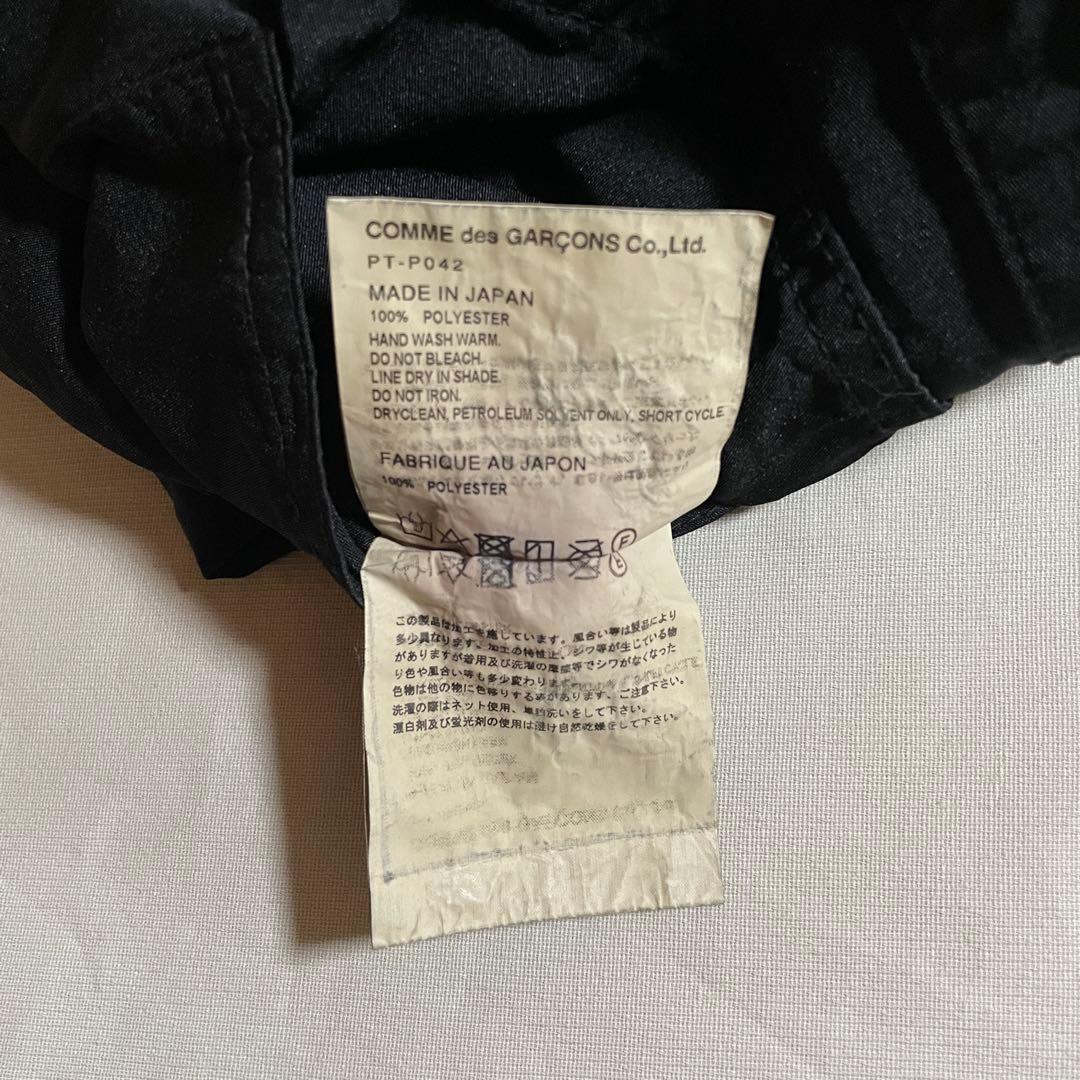 COMME des GARÇONS Co.,Ltd.
PT-P042
MADE IN JAPAN
100% POLYESTER
HAND WASH WARM.
DO NOT BLEACH.
LINE DRY IN SHADE.
DO NOT IRON.
DRYCLEAN, PETROLEUM SOLVENT ONLY, SHORT CYCLE
FABRIQUE AU JAPON
100% POLYESTER
この製品は加工を施しています。風合い等は製品により
多少異なります。加工の特性上、シワ等が生じている物
がありますが着用及び洗濯の摩擦等でシワがなくなった
り色や風合い等も多少変わります。
色物は他の物に色移りする恐れがあります、ご注意下さい。
洗濯の際はネット使用、単独洗いをして下さい。
漂白剤及び蛍光剤の使用は避け自然乾燥をして下さい。